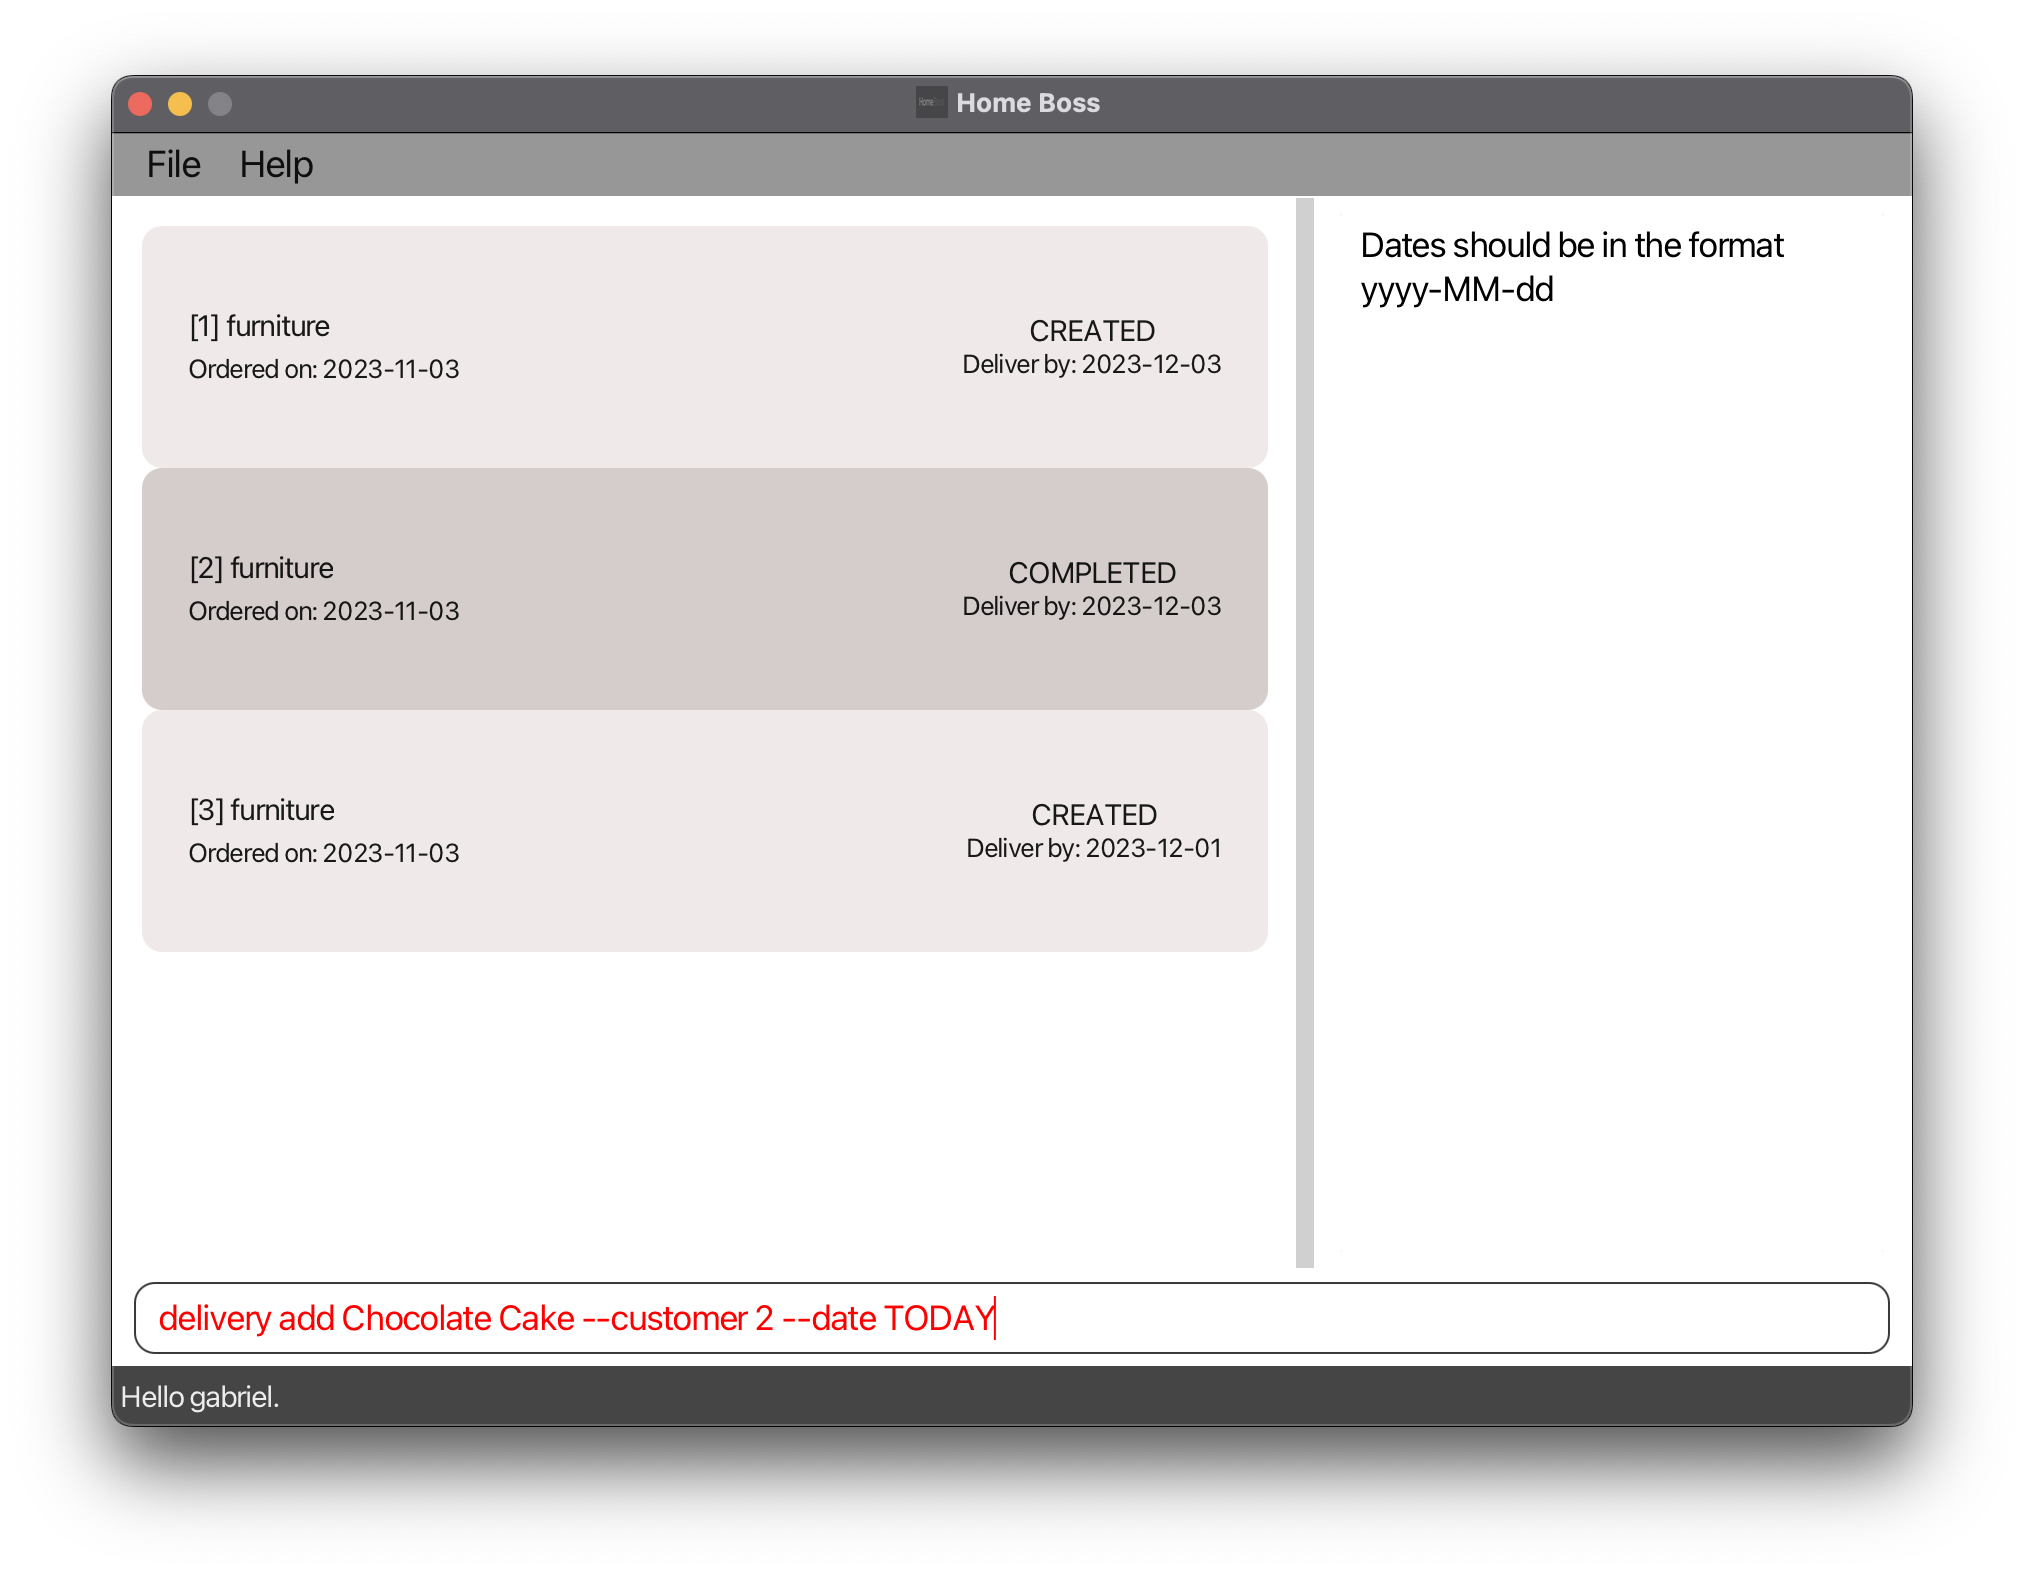 Home Boss
File Help
[1] furniture
Ordered on: 2023-11-03
CREATED
Deliver by: 2023-12-03
[2] furniture
Ordered on: 2023-11-03
COMPLETED
Deliver by: 2023-12-03
[3] furniture
Ordered on: 2023-11-03
CREATED
Deliver by: 2023-12-01
Dates should be in the format
yyyy-MM-dd
delivery add Chocolate Cake --customer 2 --date TODAY
Hello gabriel.